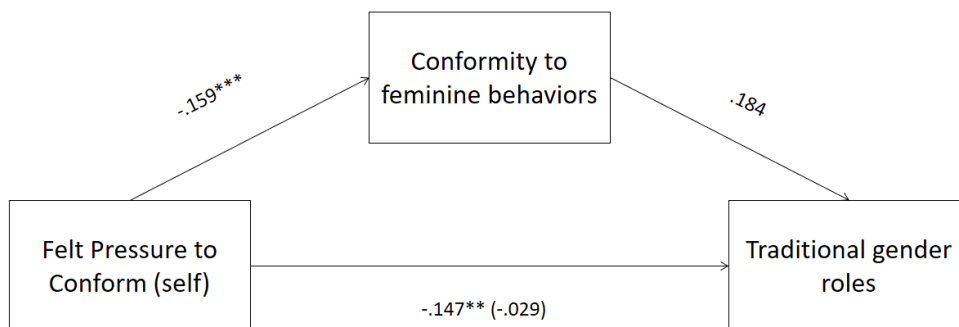 Conformity to
feminine behaviors
-.159***
.184
Felt Pressure to
Conform (self)
Traditional gender
roles
-.147** (-.029)